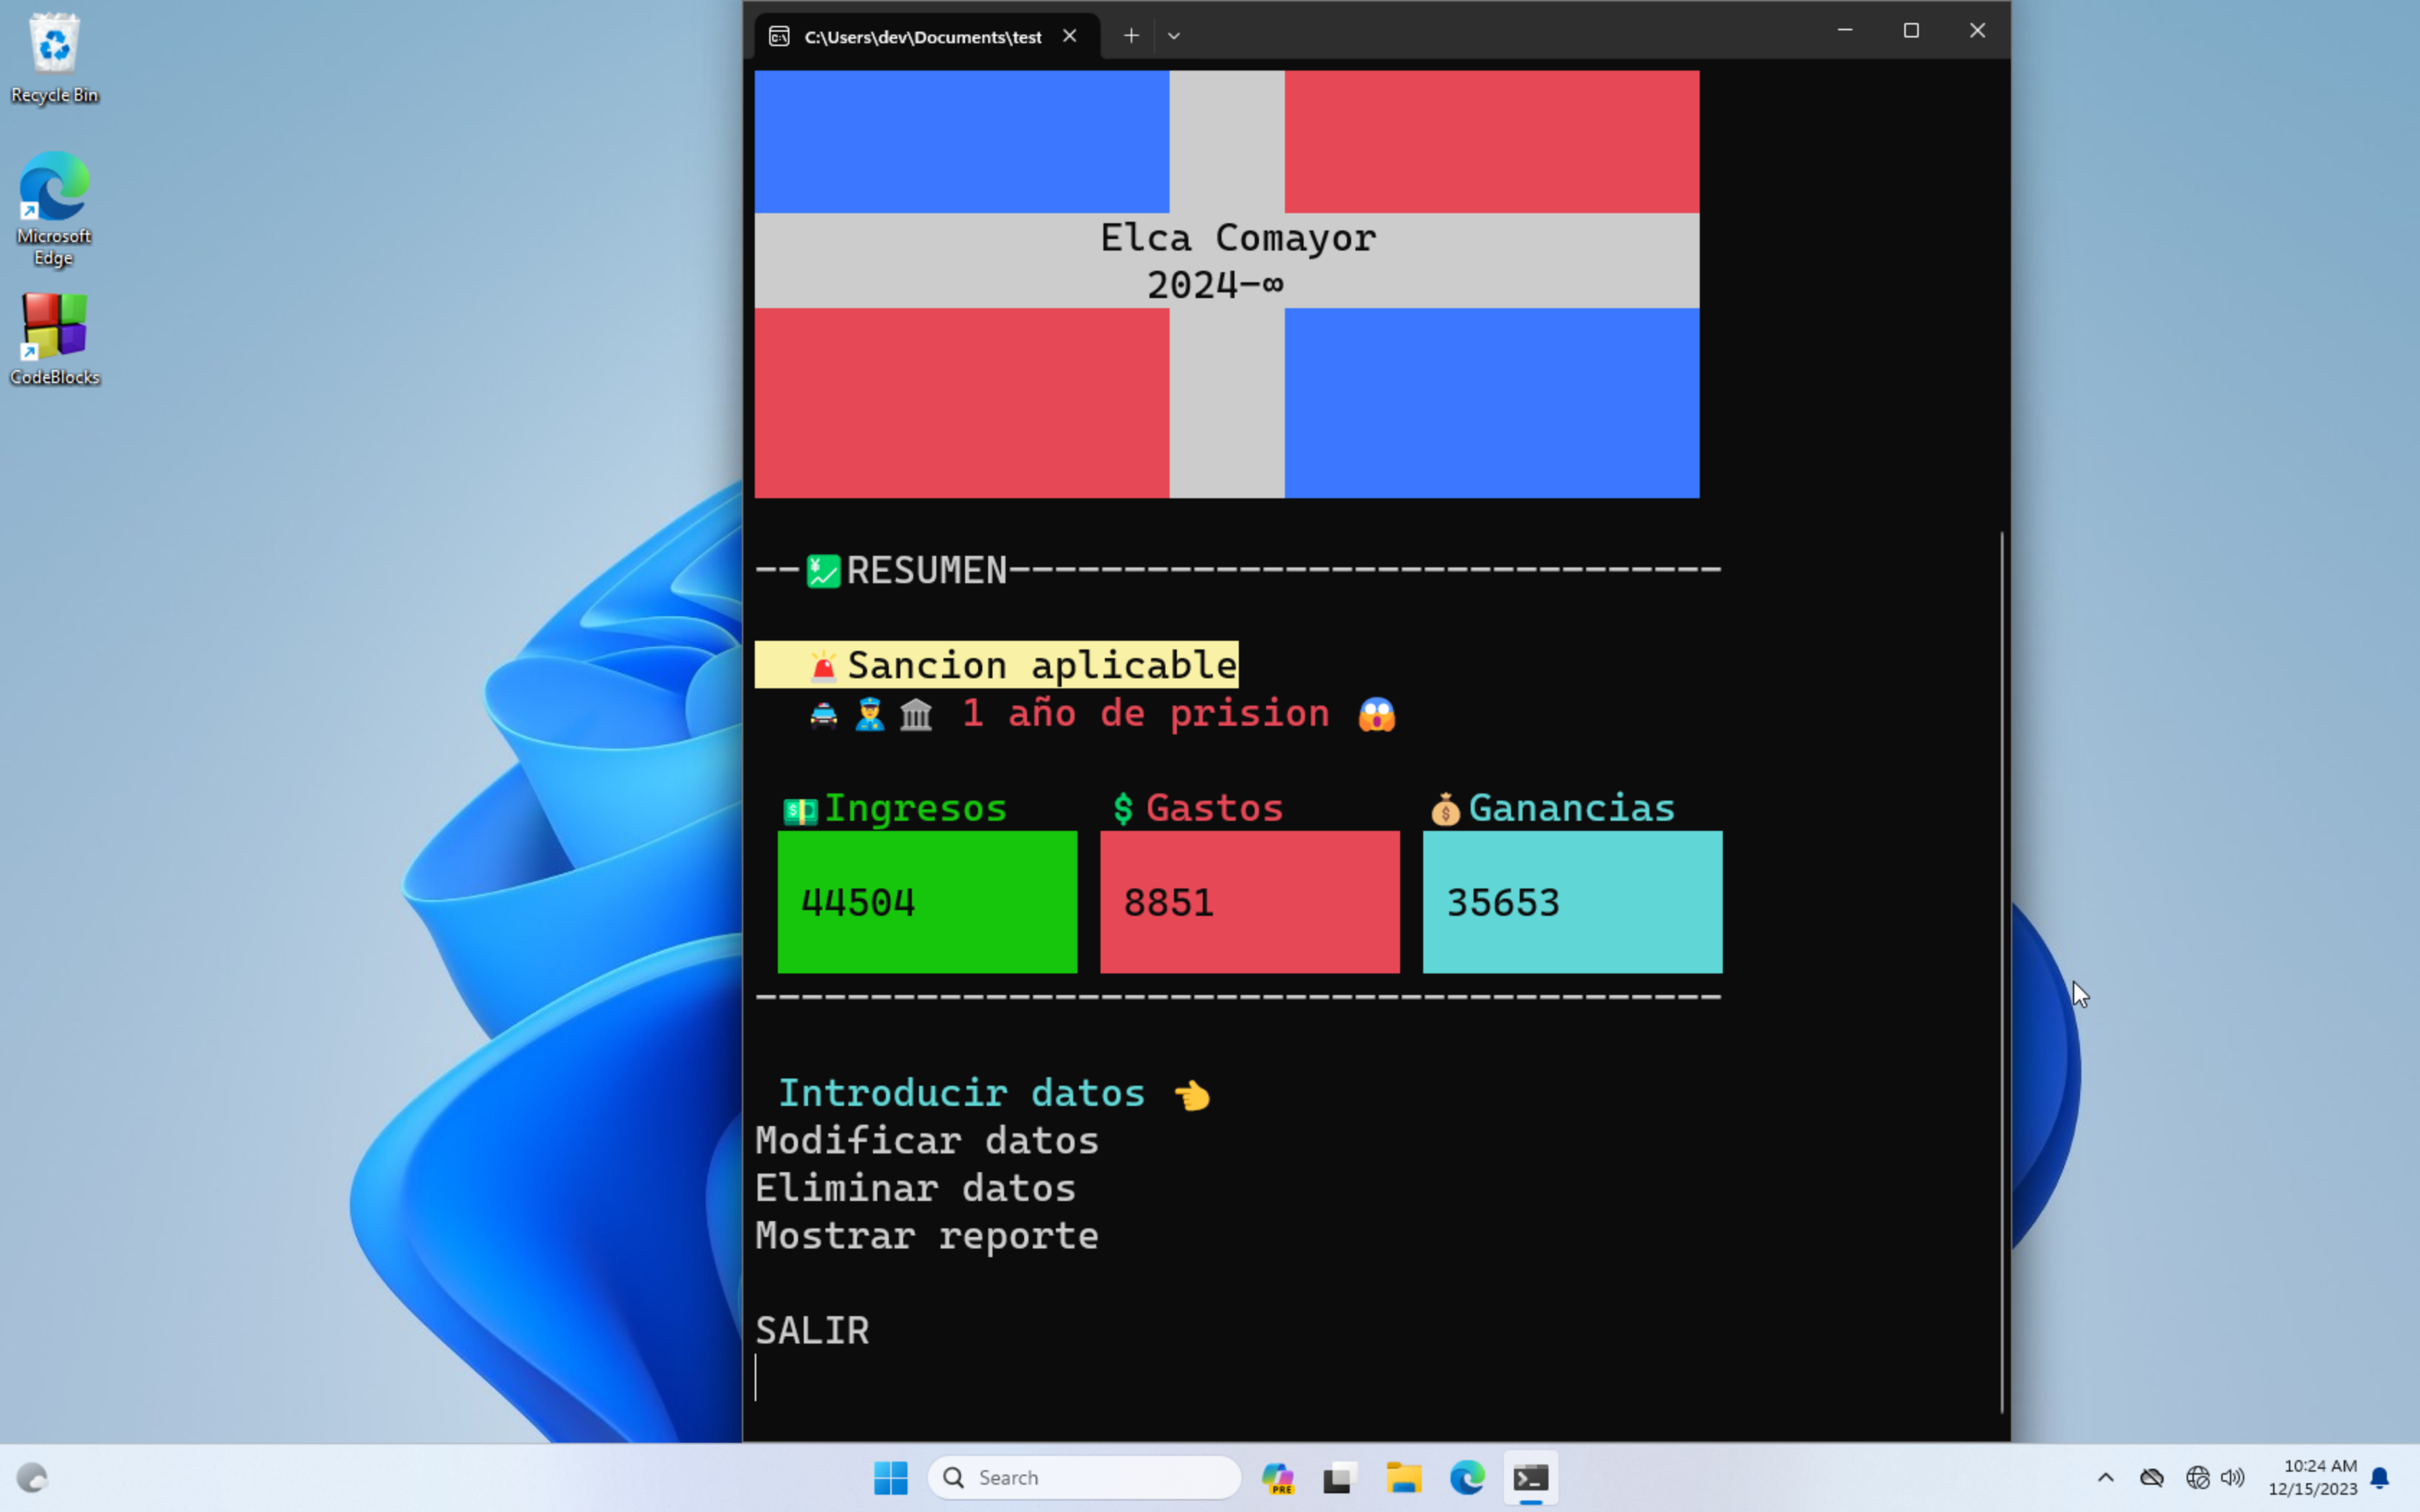 Recycle Bin
Microsoft
Edge
CodeBlocks
C:\Users\dev\Documents\test
Elca Comayor
2024-∞
--💹RESUMEN-------------------------------
🚨Sancion aplicable
🚓👮🏛 1 año de prision 😱
💵Ingresos 💲Gastos 💰Ganancias
44504 8851 35653
------------------------------------------
Introducir datos 👈
Modificar datos
Eliminar datos
Mostrar reporte
SALIR
Search
PRE
10:24 AM
12/15/2023